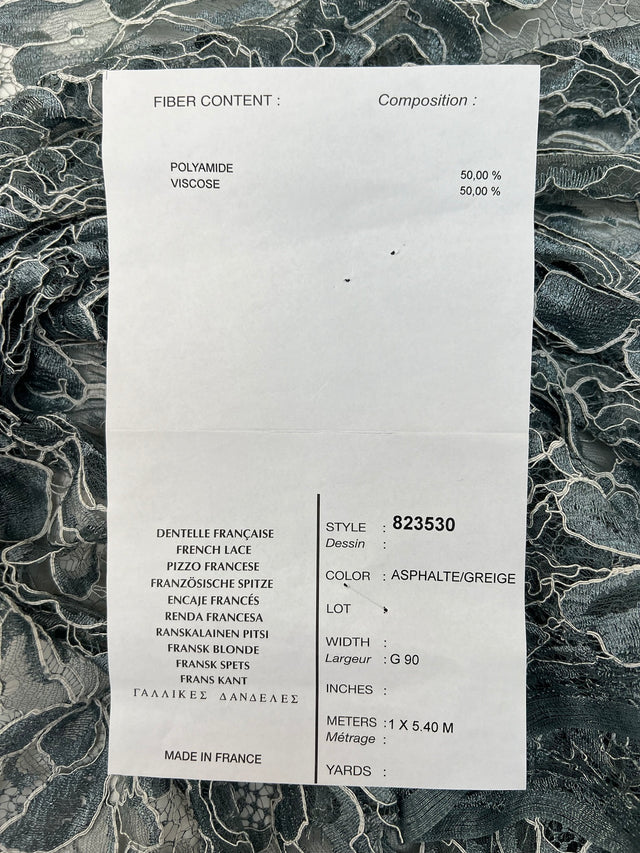 FIBER CONTENT : Composition :
POLYAMIDE 50,00 %
VISCOSE 50,00 %
DENTELLE FRANÇAISE
FRENCH LACE
PIZZO FRANCESE
FRANZÖSISCHE SPITZE
ENCAJE FRANCÉS
RENDA FRANCESA
RANSKALAINEN PITSI
FRANSK BLONDE
FRANSK SPETS
FRANS KANT
ΓΑΛΛΙΚΕΣ ΔΑΝΔΕΛΕΣ
MADE IN FRANCE
STYLE : 823530
Dessin :
COLOR : ASPHALTE/GREIGE
LOT :
WIDTH :
Largeur : G 90
INCHES :
METERS : 1 X 5.40 M
Métrage :
YARDS :